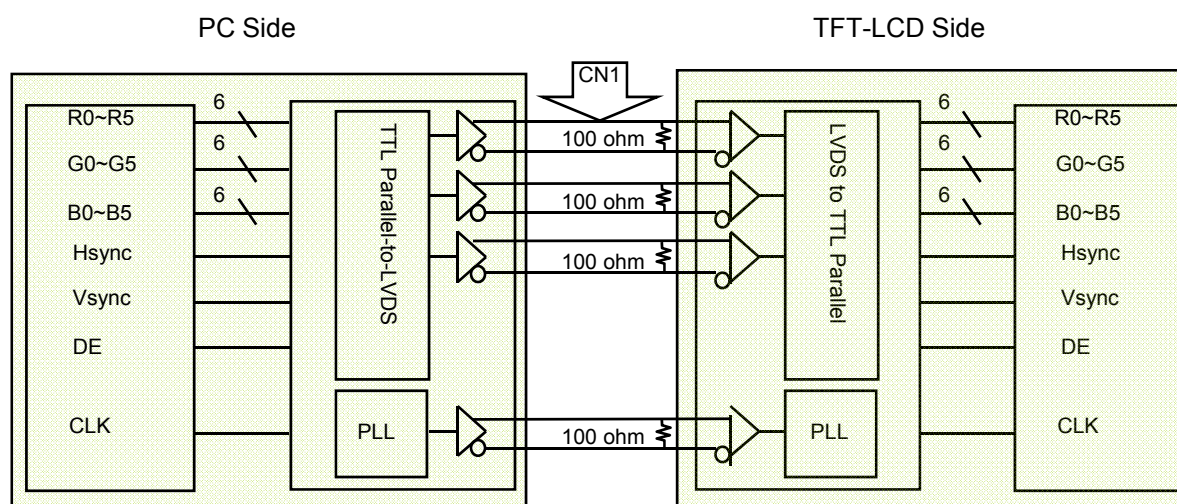 PC Side
TFT-LCD Side
CN1
R0~R5
6
G0~G5
6
B0~B5
6
Hsync
Vsync
DE
CLK
TTL Parallel-to-LVDS
PLL
100 ohm
100 ohm
100 ohm
100 ohm
LVDS to TTL Parallel
PLL
6
R0~R5
6
G0~G5
6
B0~B5
Hsync
Vsync
DE
CLK